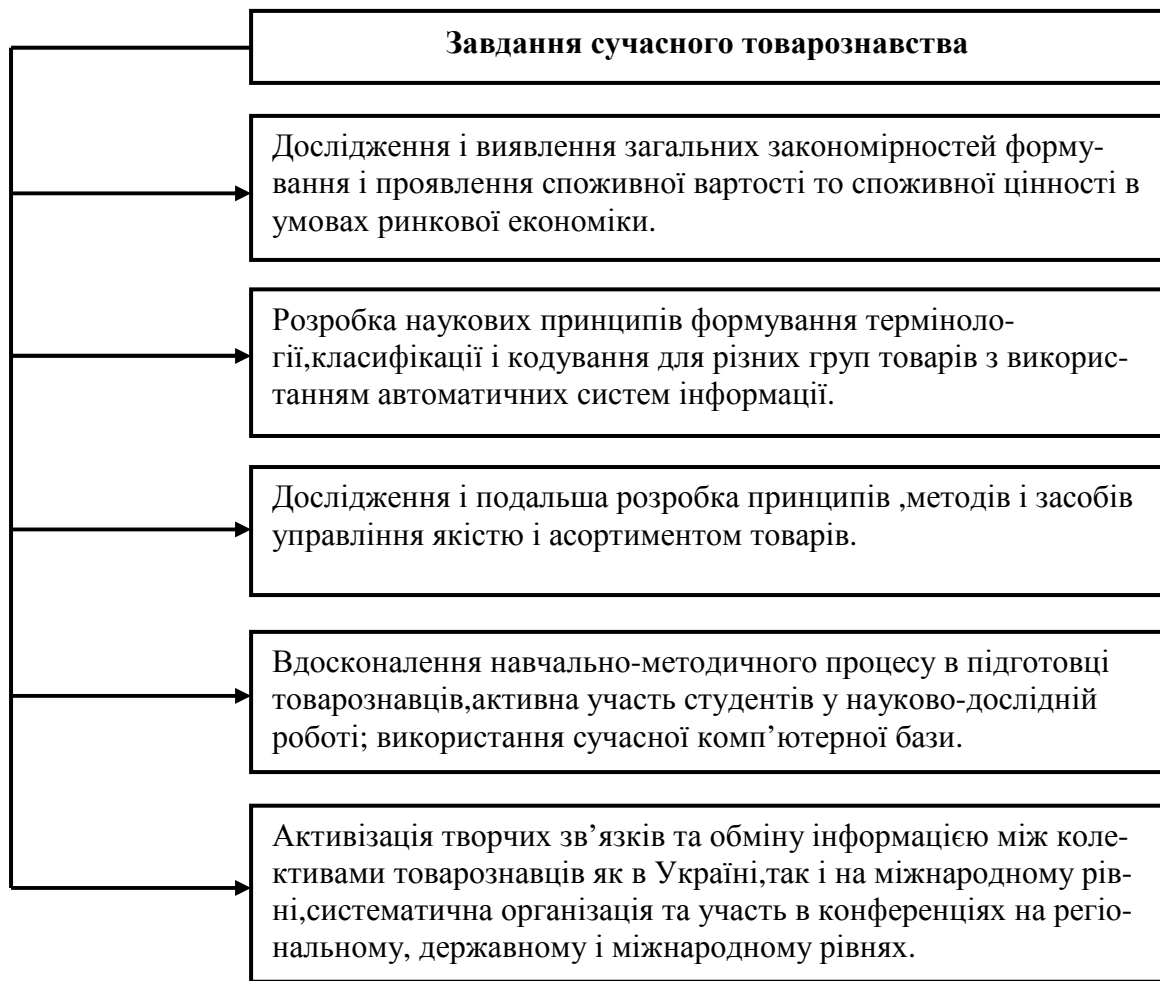 Завдання сучасного товарознавства
Дослідження і виявлення загальних закономірностей форму-
вання і проявлення споживної вартості то споживної цінності в
умовах ринкової економіки.
Розробка наукових принципів формування терміноло-
гії,класифікації і кодування для різних груп товарів з викорис-
танням автоматичних систем інформації.
Дослідження і подальша розробка принципів ,методів і засобів
управління якістю і асортиментом товарів.
Вдосконалення навчально-методичного процесу в підготовці
товарознавців,активна участь студентів у науково-дослідній
роботі; використання сучасної комп’ютерної бази.
Активізація творчих зв’язків та обміну інформацією між коле-
ктивами товарознавців як в Україні,так і на міжнародному рів-
ні,систематична організація та участь в конференціях на регіо-
нальному, державному і міжнародному рівнях.